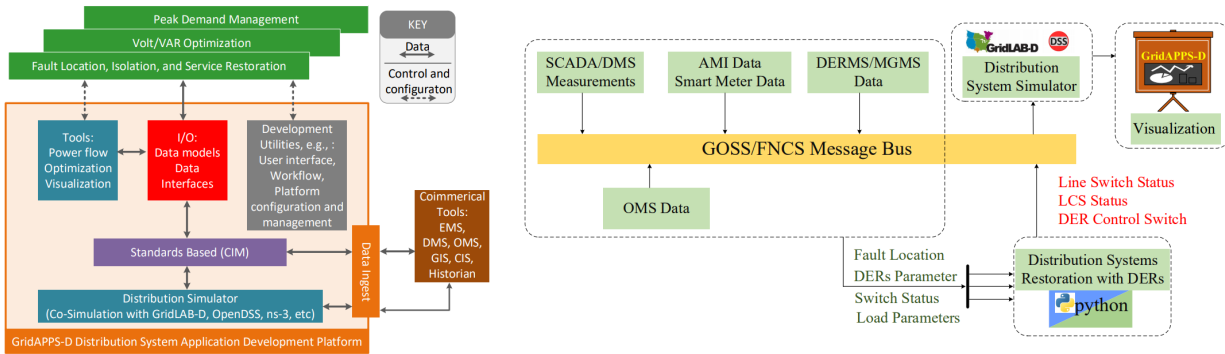 Peak Demand Management
Volt/VAR Optimization
Fault Location, Isolation, and Service Restoration
KEY
Data
Control and
configuraton
Tools:
Power flow
Optimization
Visualization
I/O:
Data models
Data
Interfaces
Development
Utilities, e.g., :
User interface,
Workflow,
Platform
configuration and
management
Standards Based (CIM)
Distribution Simulator
(Co-Simulation with GridLAB-D, OpenDSS, ns-3, etc)
Data Ingest
Coimmerical
Tools:
EMS,
DMS, OMS,
GIS, CIS,
Historian
GridAPPS-D Distribution System Application Development Platform
SCADA/DMS
Measurements
AMI Data
Smart Meter Data
DERMS/MGMS
Data
GOSS/FNCS Message Bus
OMS Data
GridLAB-D
DSS
Distribution
System Simulator
GridAPPS-D
Visualization
Line Switch Status
LCS Status
DER Control Switch
Fault Location
DERs Parameter
Switch Status
Load Parameters
Distribution Systems
Restoration with DERs
python